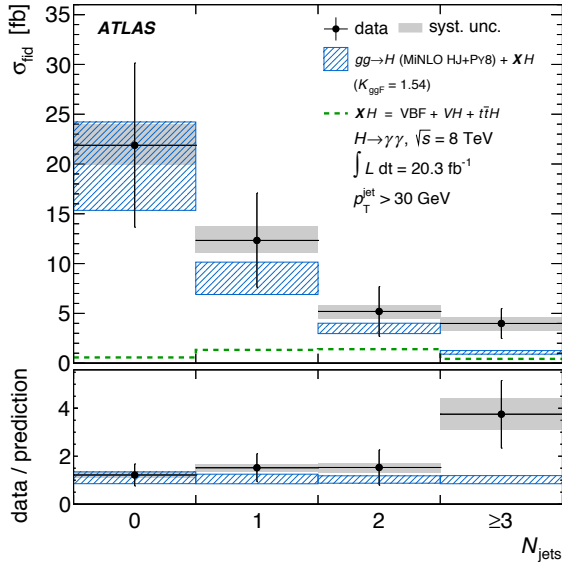 σfid [fb]
ATLAS
data syst. unc.
gg→H (MiNLO HJ+PY8) + XH
(KggF = 1.54)
XH = VBF + VH + tt̄H
H→γγ, √s = 8 TeV
∫ L dt = 20.3 fb⁻¹
pTjet > 30 GeV
40
35
30
25
20
15
10
5
0
data / prediction
4
2
0
0 1 2 ≥3
Njets